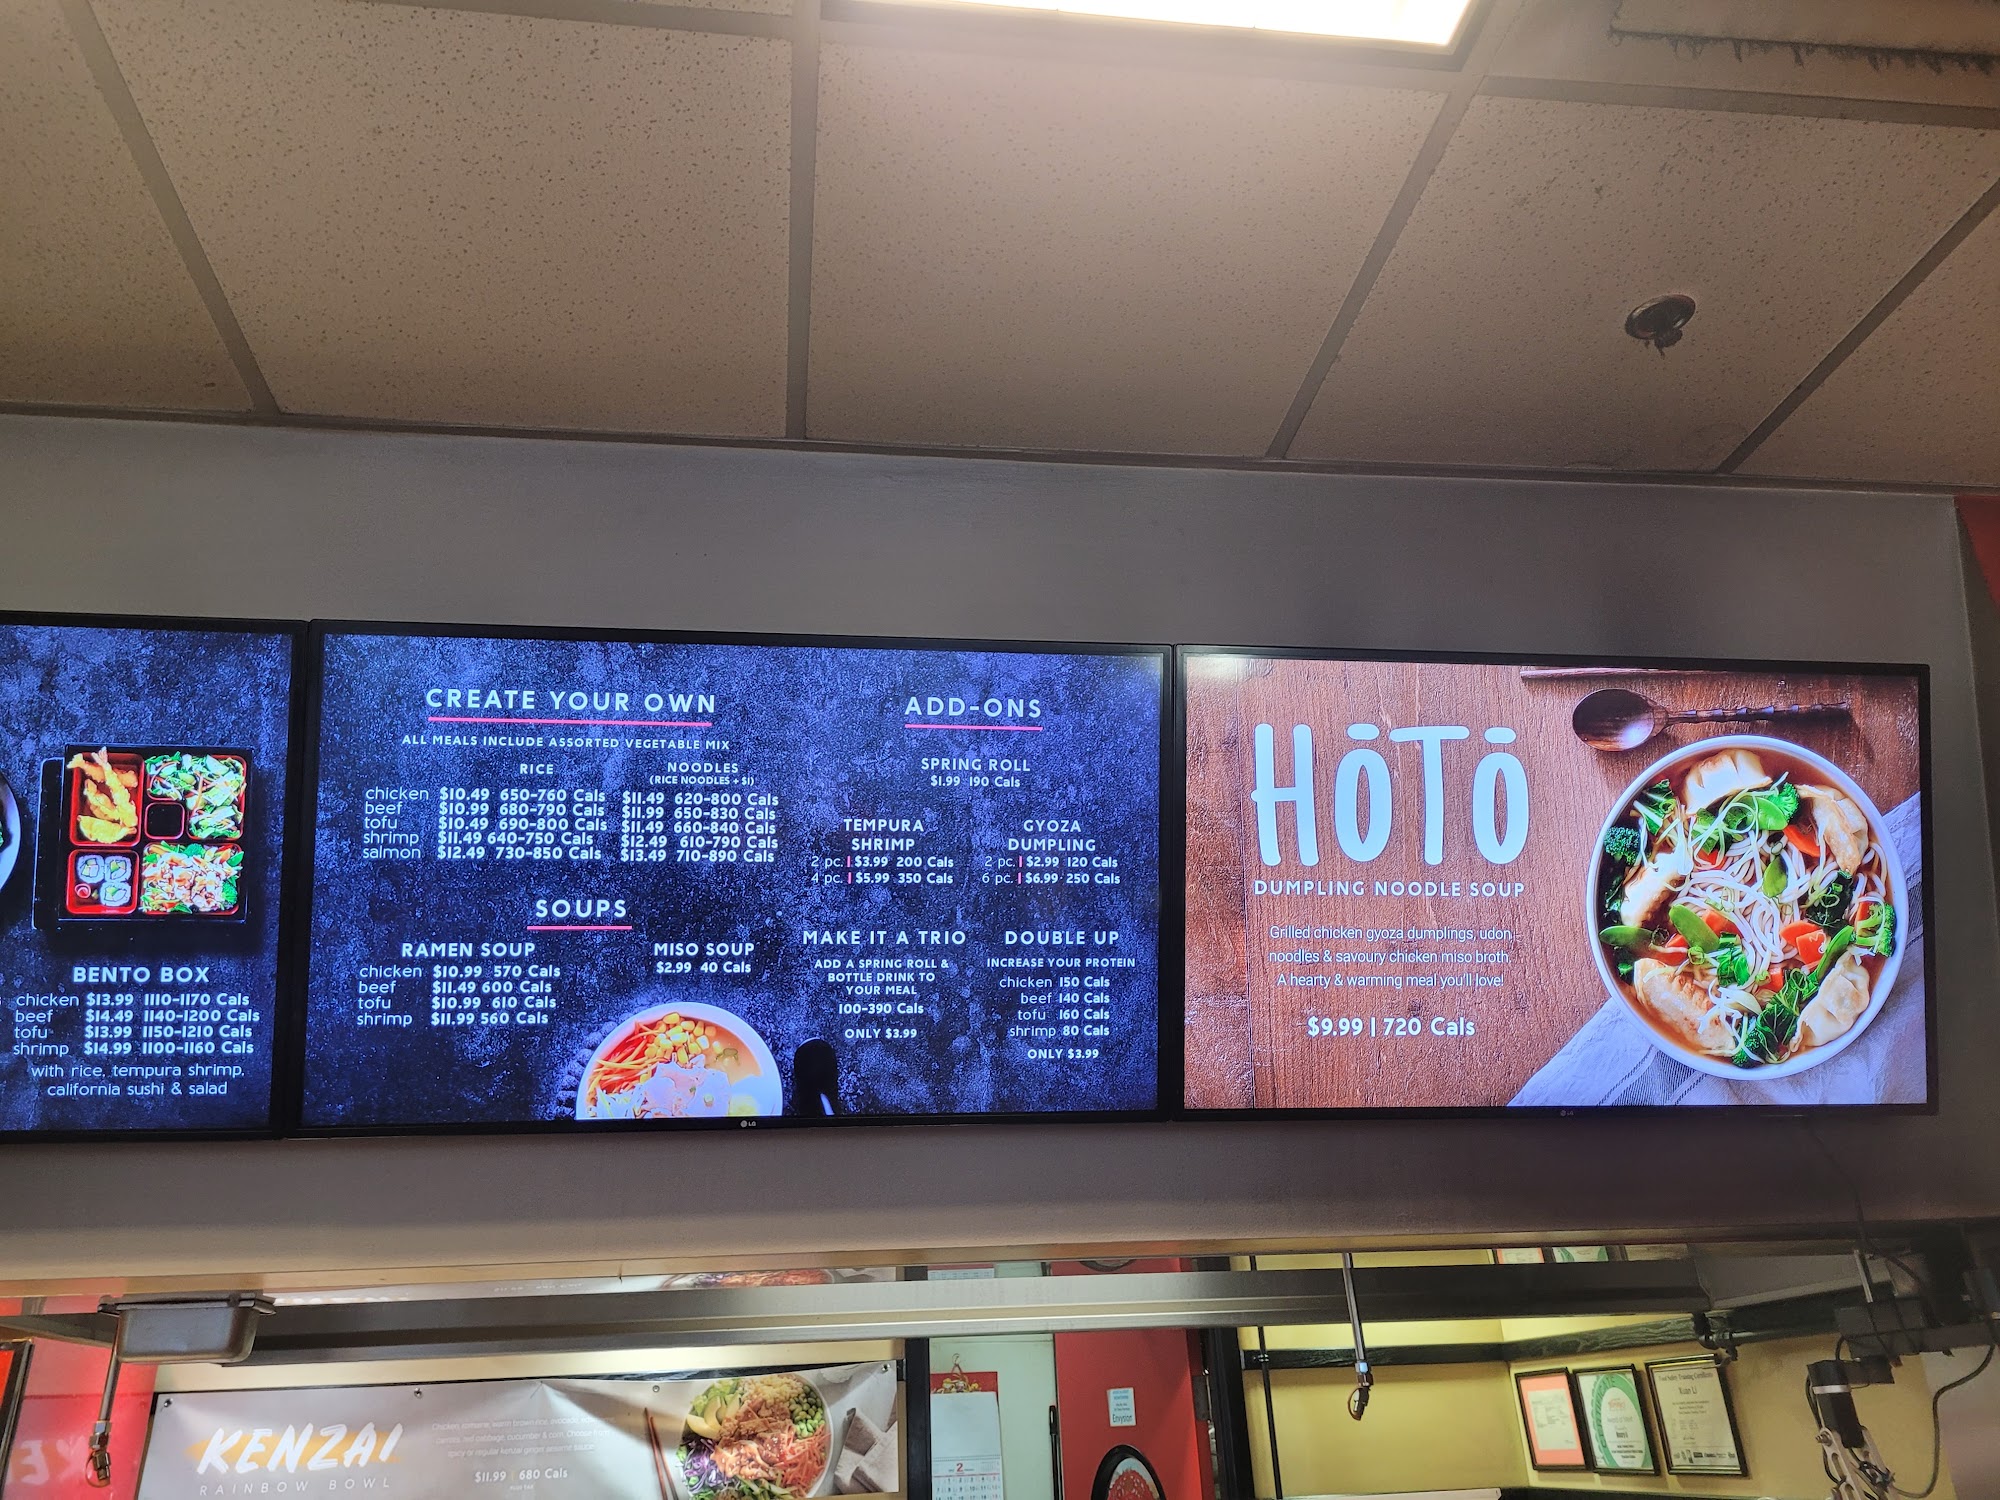 BENTO BOX
chicken $13.99 1110-1170 Cals
beef $14.49 1140-1200 Cals
tofu $13.99 1150-1210 Cals
shrimp $14.99 1100-1160 Cals
with rice, tempura shrimp,
california sushi & salad
CREATE YOUR OWN
ALL MEALS INCLUDE ASSORTED VEGETABLE MIX
RICE
NOODLES
(RICE NOODLES + $1)
chicken $10.49 650-760 Cals $11.49 620-800 Cals
beef $10.99 680-790 Cals $11.99 650-830 Cals
tofu $10.49 690-800 Cals $11.49 660-840 Cals
shrimp $11.49 640-750 Cals $12.49 610-790 Cals
salmon $12.49 730-850 Cals $13.49 710-890 Cals
SOUPS
RAMEN SOUP
chicken $10.99 570 Cals
beef $11.49 600 Cals
tofu $10.99 610 Cals
shrimp $11.99 560 Cals
MISO SOUP
$2.99 40 Cals
ADD-ONS
SPRING ROLL
$1.99 190 Cals
TEMPURA
SHRIMP
2 pc. | $3.99 200 Cals
4 pc. | $5.99 350 Cals
GYOZA
DUMPLING
2 pc. | $2.99 120 Cals
6 pc. | $6.99 250 Cals
MAKE IT A TRIO
ADD A SPRING ROLL &
BOTTLE DRINK TO
YOUR MEAL
100-390 Cals
ONLY $3.99
DOUBLE UP
INCREASE YOUR PROTEIN
chicken 150 Cals
beef 140 Cals
tofu 160 Cals
shrimp 80 Cals
ONLY $3.99
LG
HōTō
DUMPLING NOODLE SOUP
Grilled chicken gyoza dumplings, udon
noodles & savoury chicken miso broth.
A hearty & warming meal you'll love!
$9.99 | 720 Cals
LG
KENZAI
RAINBOW BOWL
$11.99 | 680 Cals
Envystar
2